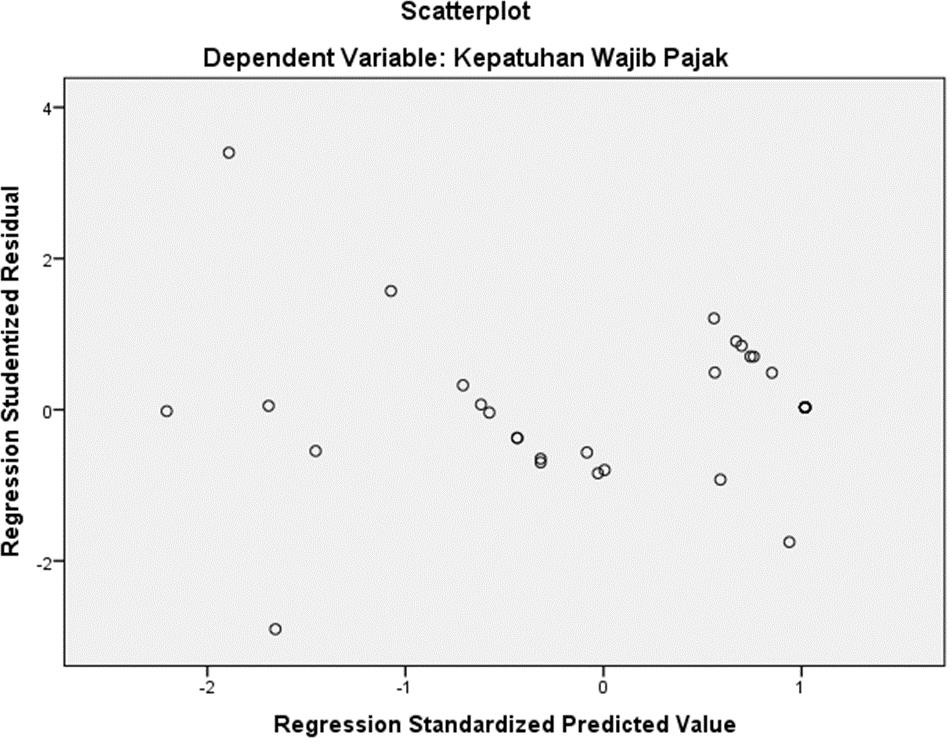 Scatterplot
Dependent Variable: Kepatuhan Wajib Pajak
Regression Studentized Residual
4
2
0
-2
-2
-1
0
1
Regression Standardized Predicted Value